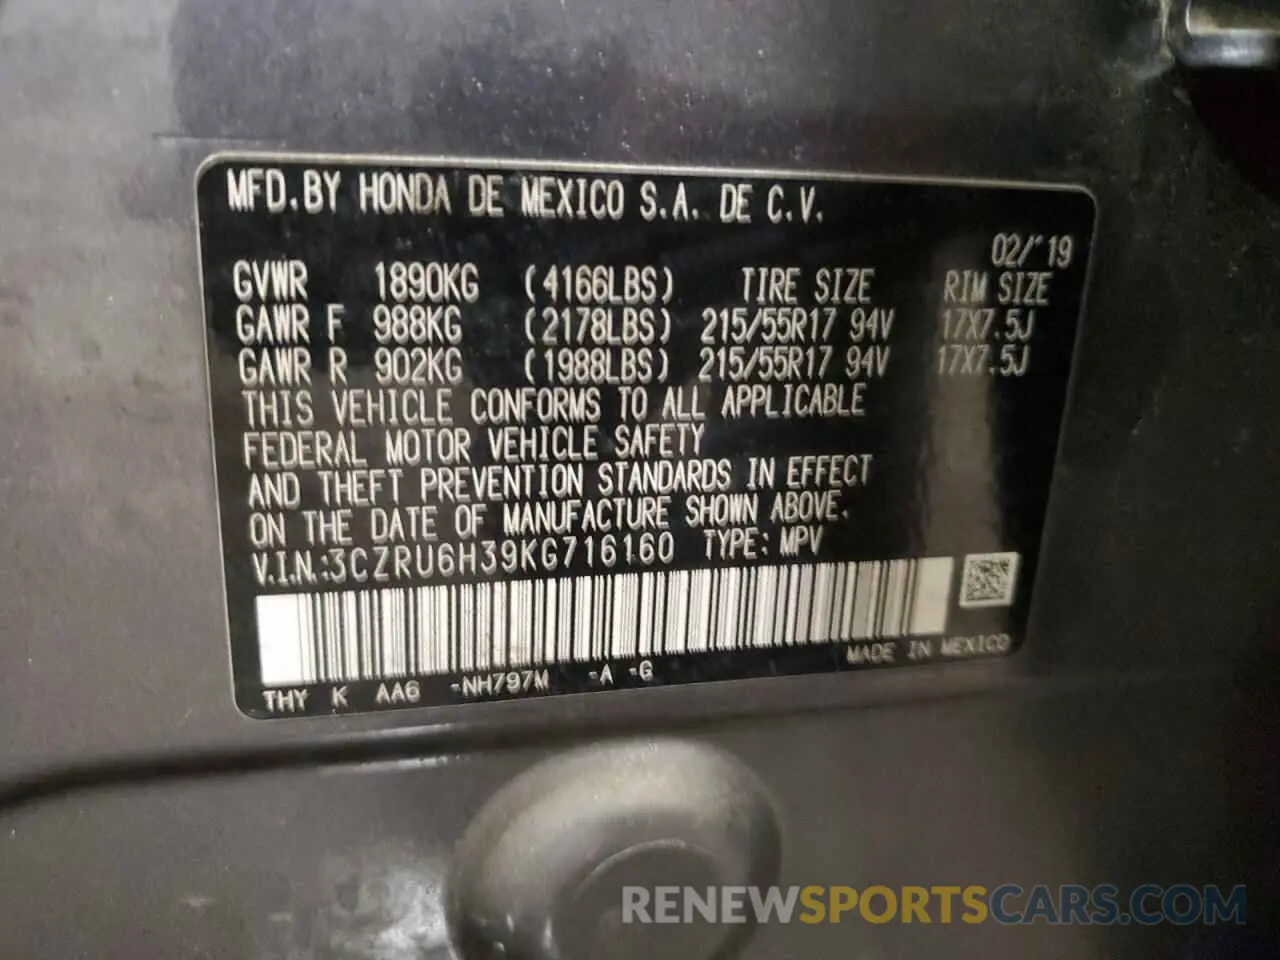 MFD.BY HONDA DE MEXICO S.A. DE C.V.
02/'19
GVWR 1890KG (4166LBS) TIRE SIZE RIM SIZE
GAWR F 988KG (2178LBS) 215/55R17 94V 17X7.5J
GAWR R 902KG (1988LBS) 215/55R17 94V 17X7.5J
THIS VEHICLE CONFORMS TO ALL APPLICABLE
FEDERAL MOTOR VEHICLE SAFETY
AND THEFT PREVENTION STANDARDS IN EFFECT
ON THE DATE OF MANUFACTURE SHOWN ABOVE.
V.I.N.:3CZRU6H39KG716160 TYPE: MPV
MADE IN MEXICO
THY K AA6 -NH797M -A -G
RENEWSPORTSCARS.COM